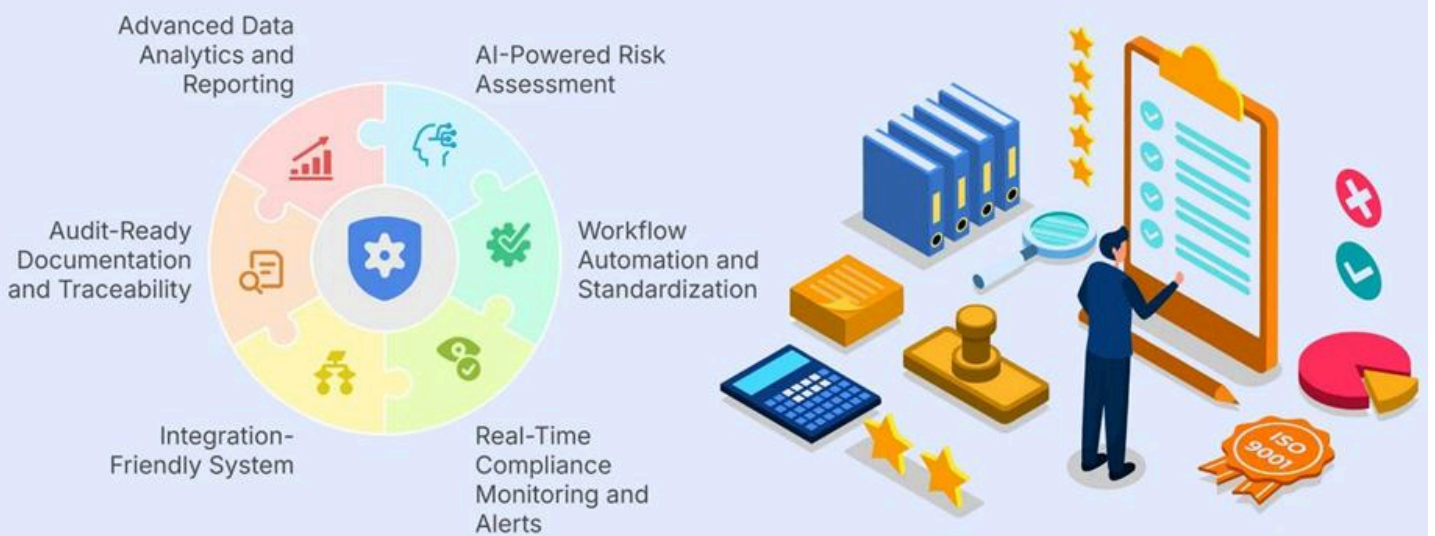 Advanced Data
Analytics and
Reporting
AI-Powered Risk
Assessment
Audit-Ready
Documentation
and Traceability
Workflow
Automation and
Standardization
Integration-
Friendly System
Real-Time
Compliance
Monitoring and
Alerts
ISO
9001